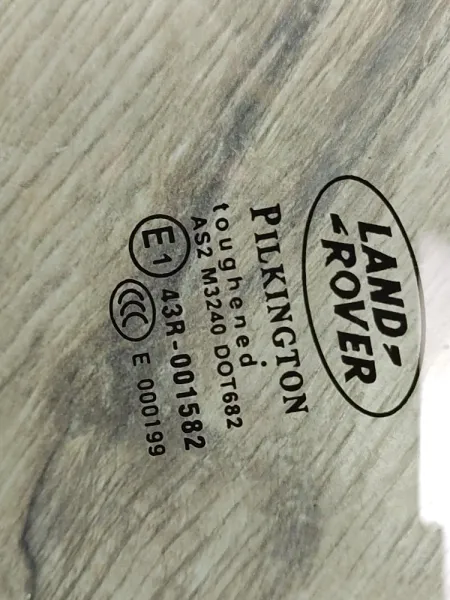 LAND
ROVER
PILKINGTON
toughened
AS2 M3240 DOT682
E1 43R-001582
CCC E 000199